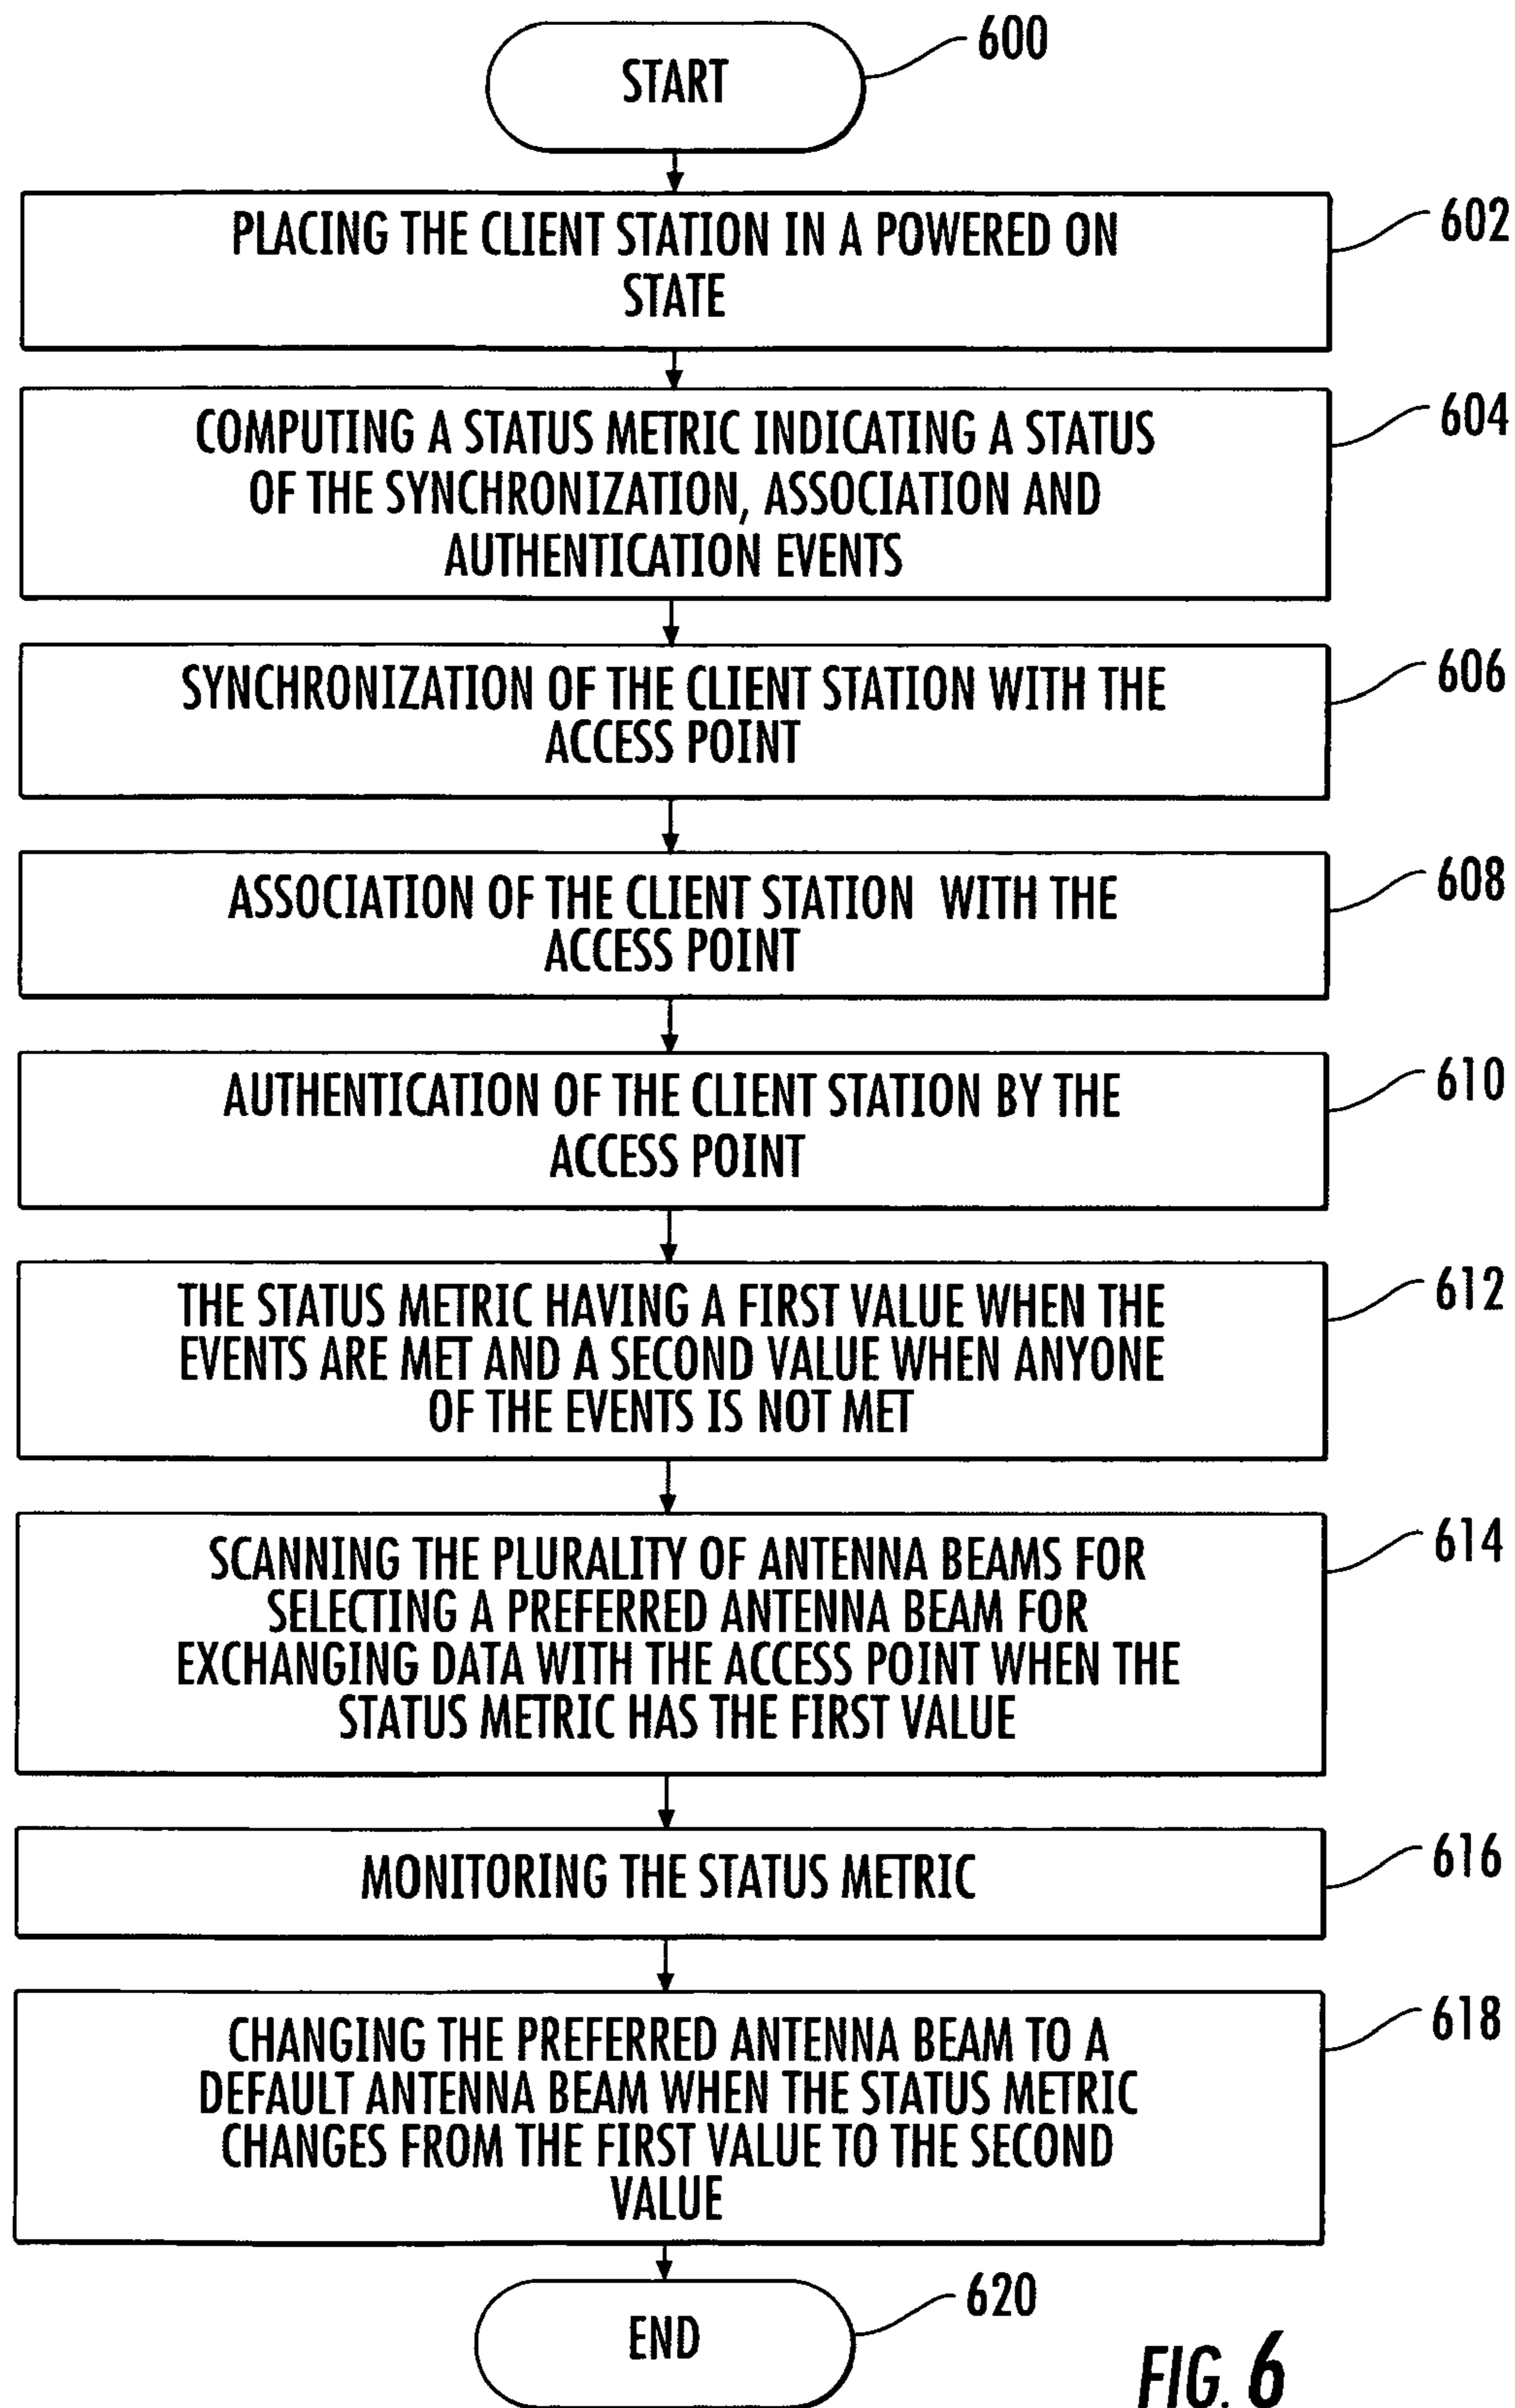 START
600
PLACING THE CLIENT STATION IN A POWERED ON
STATE
602
COMPUTING A STATUS METRIC INDICATING A STATUS
OF THE SYNCHRONIZATION, ASSOCIATION AND
AUTHENTICATION EVENTS
604
SYNCHRONIZATION OF THE CLIENT STATION WITH THE
ACCESS POINT
606
ASSOCIATION OF THE CLIENT STATION WITH THE
ACCESS POINT
608
AUTHENTICATION OF THE CLIENT STATION BY THE
ACCESS POINT
610
THE STATUS METRIC HAVING A FIRST VALUE WHEN THE
EVENTS ARE MET AND A SECOND VALUE WHEN ANYONE
OF THE EVENTS IS NOT MET
612
SCANNING THE PLURALITY OF ANTENNA BEAMS FOR
SELECTING A PREFERRED ANTENNA BEAM FOR
EXCHANGING DATA WITH THE ACCESS POINT WHEN THE
STATUS METRIC HAS THE FIRST VALUE
614
MONITORING THE STATUS METRIC
616
CHANGING THE PREFERRED ANTENNA BEAM TO A
DEFAULT ANTENNA BEAM WHEN THE STATUS METRIC
CHANGES FROM THE FIRST VALUE TO THE SECOND
VALUE
618
END
620
FIG. 6